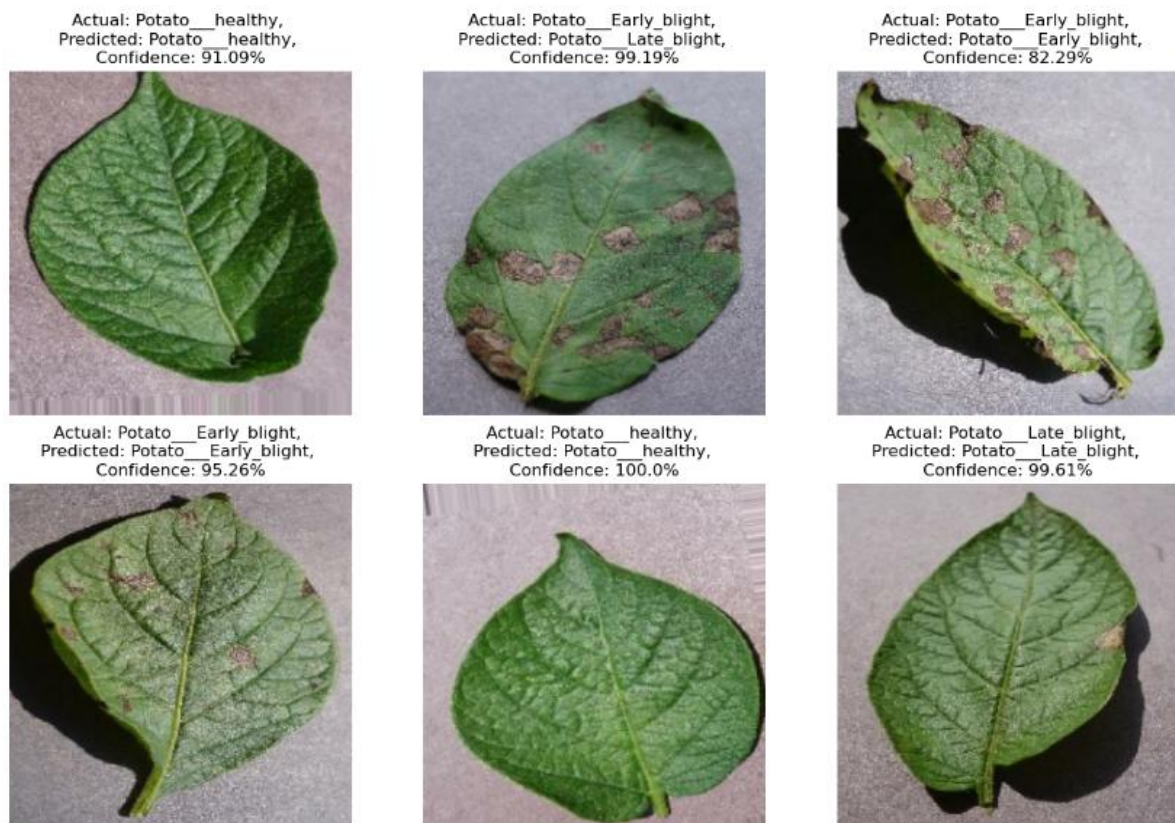 Actual: Potato___healthy,
Predicted: Potato___healthy,
Confidence: 91.09%
Actual: Potato___Early_blight,
Predicted: Potato___Late_blight,
Confidence: 99.19%
Actual: Potato___Early_blight,
Predicted: Potato___Early_blight,
Confidence: 82.29%
Actual: Potato___Early_blight,
Predicted: Potato___Early_blight,
Confidence: 95.26%
Actual: Potato___healthy,
Predicted: Potato___healthy,
Confidence: 100.0%
Actual: Potato___Late_blight,
Predicted: Potato___Late_blight,
Confidence: 99.61%